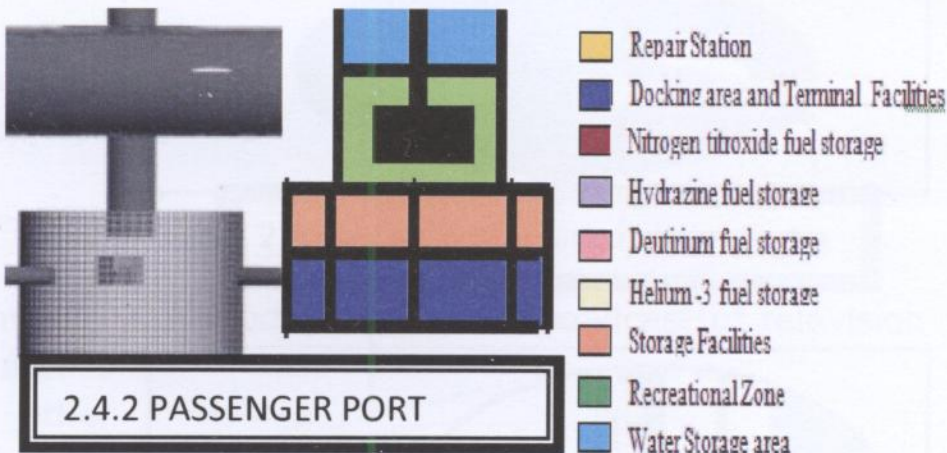 Repair Station
Docking area and Terminal Facilities
Nitrogen titroxide fuel storage
Hydrazine fuel storage
Deutirium fuel storage
Helium -3 fuel storage
Storage Facilities
Recreational Zone
Water Storage area
2.4.2 PASSENGER PORT